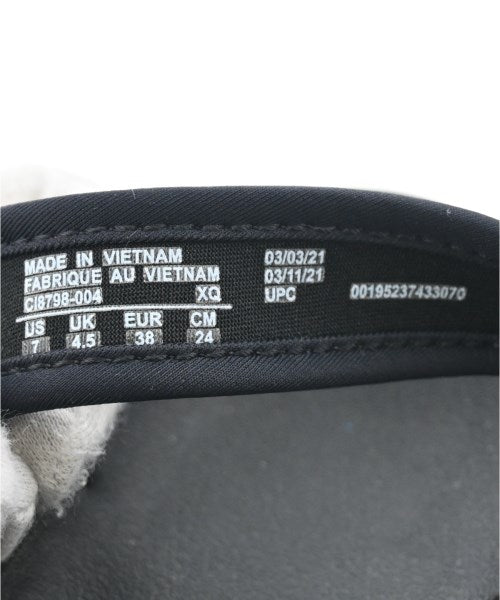 MADE IN VIETNAM 03/03/21
FABRIQUE AU VIETNAM 03/11/21
CI8798-004 XQ UPC 00195237433070
US UK EUR CM
7 4.5 38 24